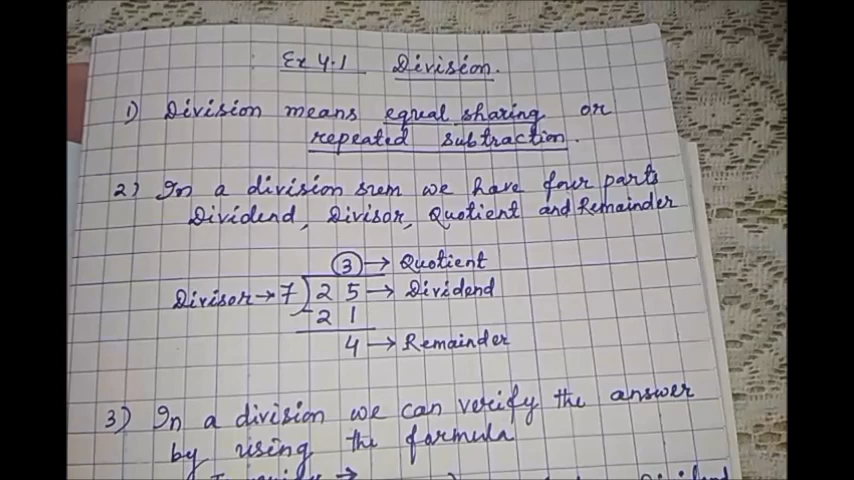 Ex 4.1 Division.
1) Division means equal sharing or
repeated subtraction.
2) In a division srem we have four parts
Dividend, Divisor, Quotient and Remainder
3 → Quotient
Divisor → 7) 2 5 → Dividend
- 2 1
4 → Remainder
3) In a division we can verify the answer
by using the formula